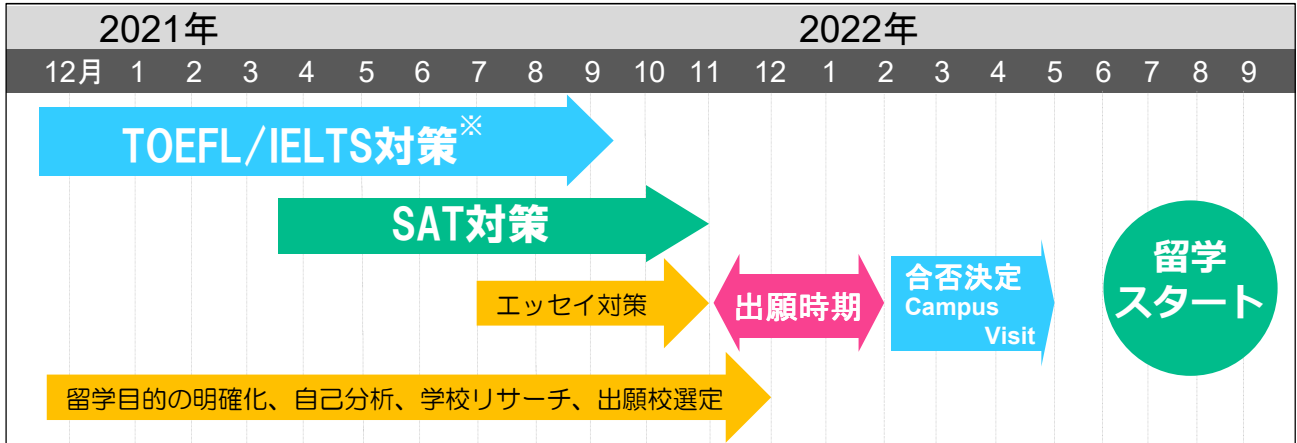 2021年 2022年
12月 1 2 3 4 5 6 7 8 9 10 11 12 1 2 3 4 5 6 7 8 9
TOEFL/IELTS対策※
SAT対策
エッセイ対策
出願時期
合否決定
Campus
Visit
留学
スタート
留学目的の明確化、自己分析、学校リサーチ、出願校選定